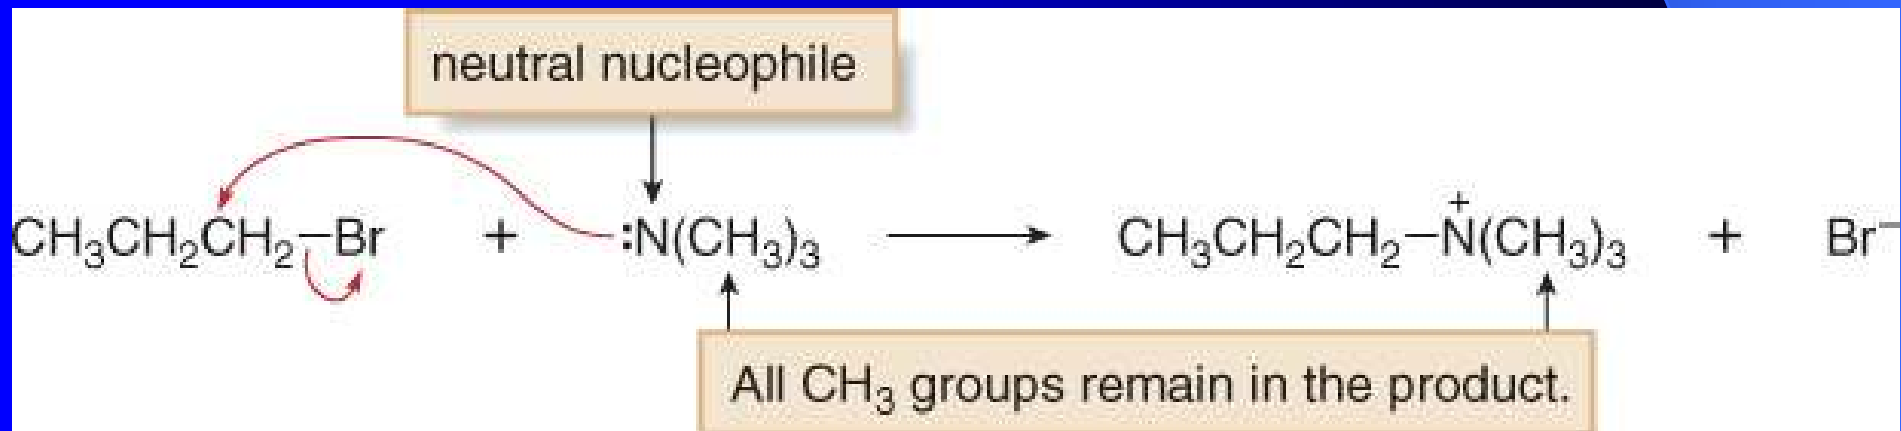 neutral nucleophile
CH₃CH₂CH₂–Br + :N(CH₃)₃ ⟶ CH₃CH₂CH₂–N⁺(CH₃)₃ + Br⁻
All CH₃ groups remain in the product.